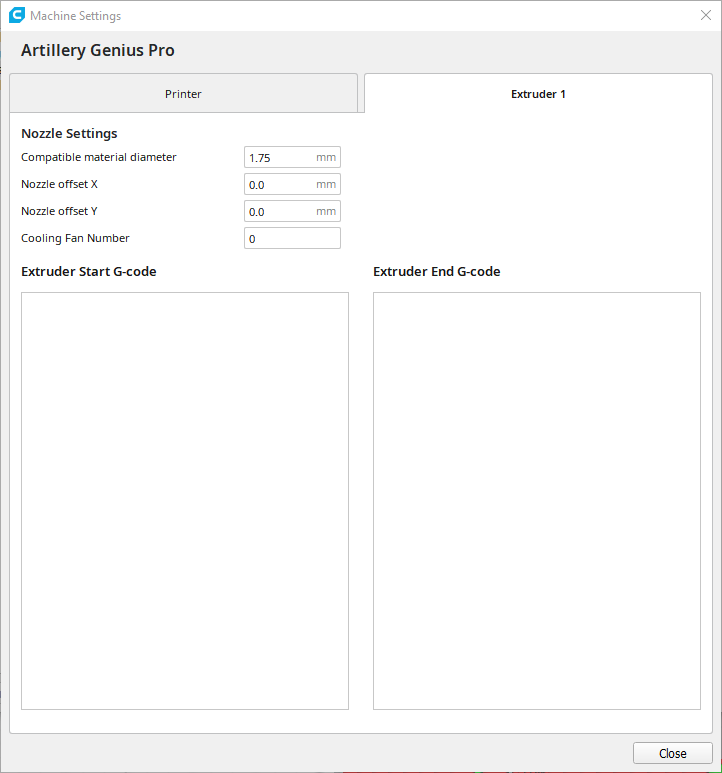 Machine Settings
Artillery Genius Pro
Printer
Extruder 1
Nozzle Settings
Compatible material diameter 1.75 mm
Nozzle offset X 0.0 mm
Nozzle offset Y 0.0 mm
Cooling Fan Number 0
Extruder Start G-code
Extruder End G-code
Close